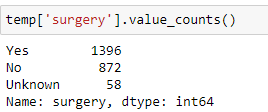 temp['surgery'].value_counts()
Yes 1396
No 872
Unknown 58
Name: surgery, dtype: int64